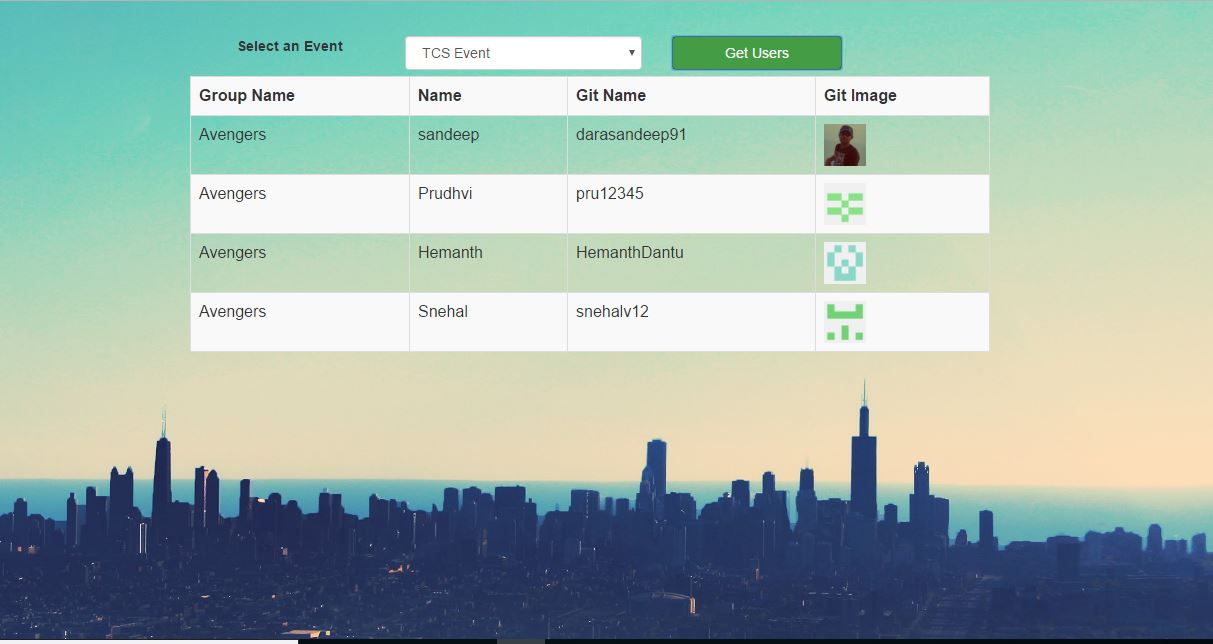 Select an Event TCS Event Get Users
Group Name Name Git Name Git Image
Avengers sandeep darasandeep91
Avengers Prudhvi pru12345
Avengers Hemanth HemanthDantu
Avengers Snehal snehalv12